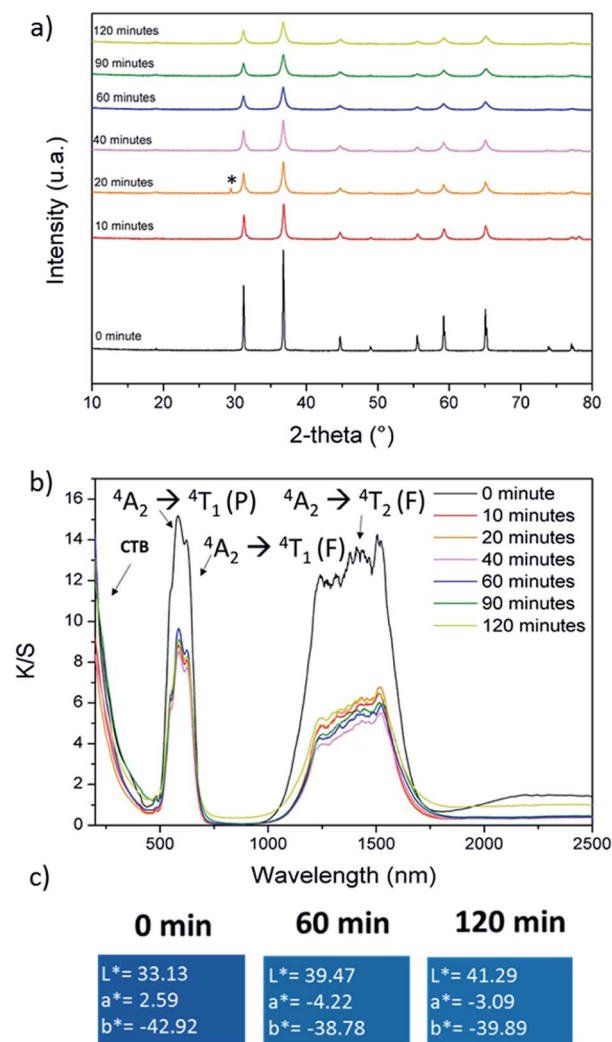 a)
120 minutes
90 minutes
60 minutes
40 minutes
20 minutes
*
10 minutes
0 minute
Intensity (u.a.)
10 20 30 40 50 60 70 80
2-theta (°)
b)
16
14
12
10
8
6
4
2
0
K/S
⁴A₂ → ⁴T₁ (P)
⁴A₂ → ⁴T₂ (F)
CTB
⁴A₂ → ⁴T₁ (F)
0 minute
10 minutes
20 minutes
40 minutes
60 minutes
90 minutes
120 minutes
500 1000 1500 2000 2500
Wavelength (nm)
c)
0 min 60 min 120 min
L*= 33.13
a*= 2.59
b*= -42.92
L*= 39.47
a*= -4.22
b*= -38.78
L*= 41.29
a*= -3.09
b*= -39.89